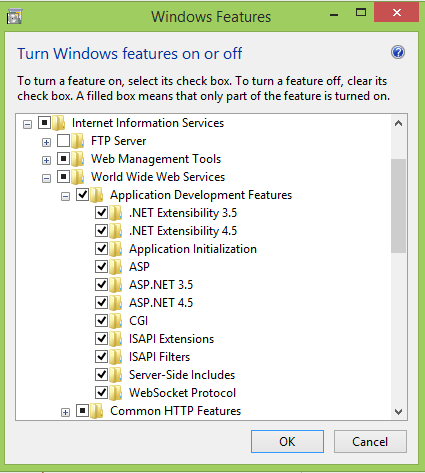 Windows Features
Turn Windows features on or off
To turn a feature on, select its check box. To turn a feature off, clear its
check box. A filled box means that only part of the feature is turned on.
Internet Information Services
FTP Server
Web Management Tools
World Wide Web Services
Application Development Features
.NET Extensibility 3.5
.NET Extensibility 4.5
Application Initialization
ASP
ASP.NET 3.5
ASP.NET 4.5
CGI
ISAPI Extensions
ISAPI Filters
Server-Side Includes
WebSocket Protocol
Common HTTP Features
OK
Cancel